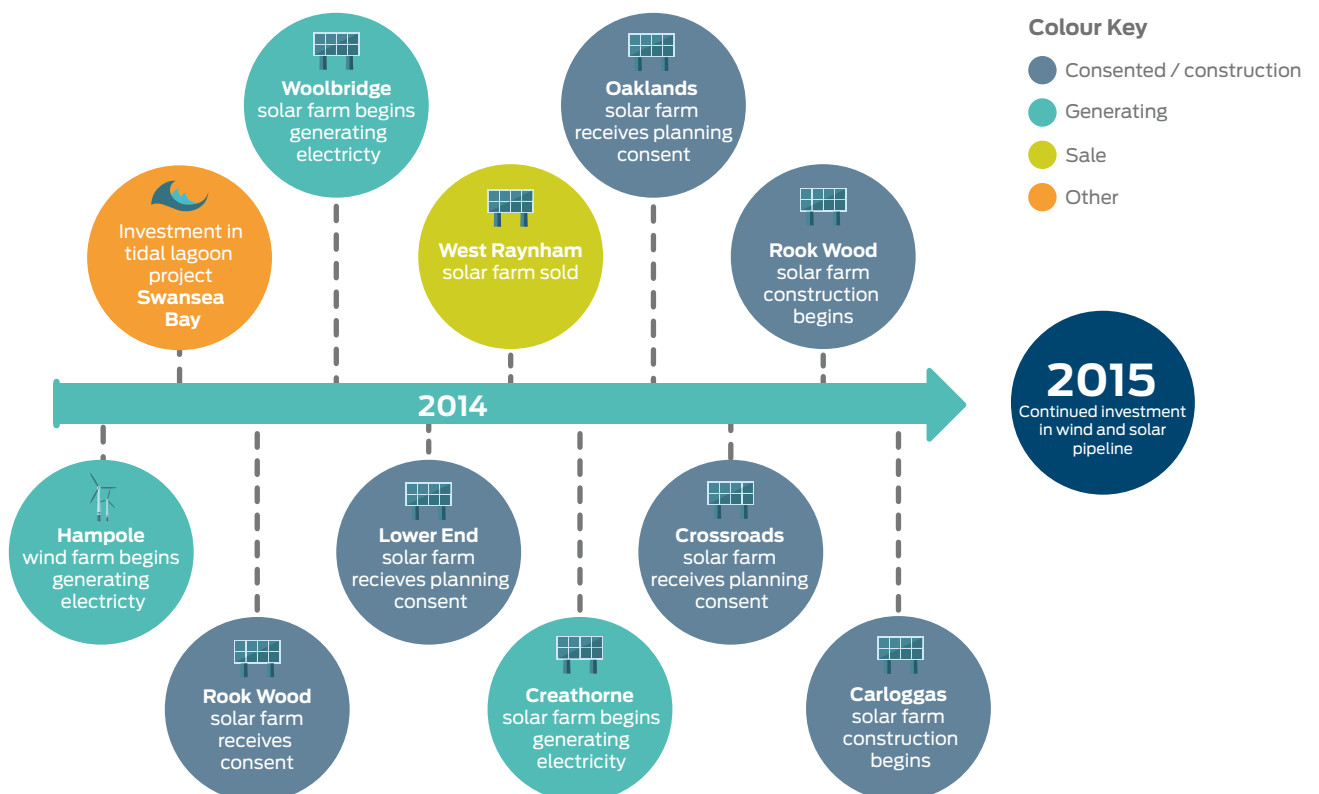 Colour Key
Consented / construction
Generating
Sale
Other
Woolbridge
solar farm begins
generating
electricty
Oaklands
solar farm
receives planning
consent
Investment in
tidal lagoon
project
Swansea
Bay
West Raynham
solar farm sold
Rook Wood
solar farm
construction
begins
2014
2015
Continued investment
in wind and solar
pipeline
Hampole
wind farm begins
generating
electricty
Lower End
solar farm
recieves planning
consent
Crossroads
solar farm
receives planning
consent
Rook Wood
solar farm
receives
consent
Creathorne
solar farm begins
generating
electricity
Carloggas
solar farm
construction
begins